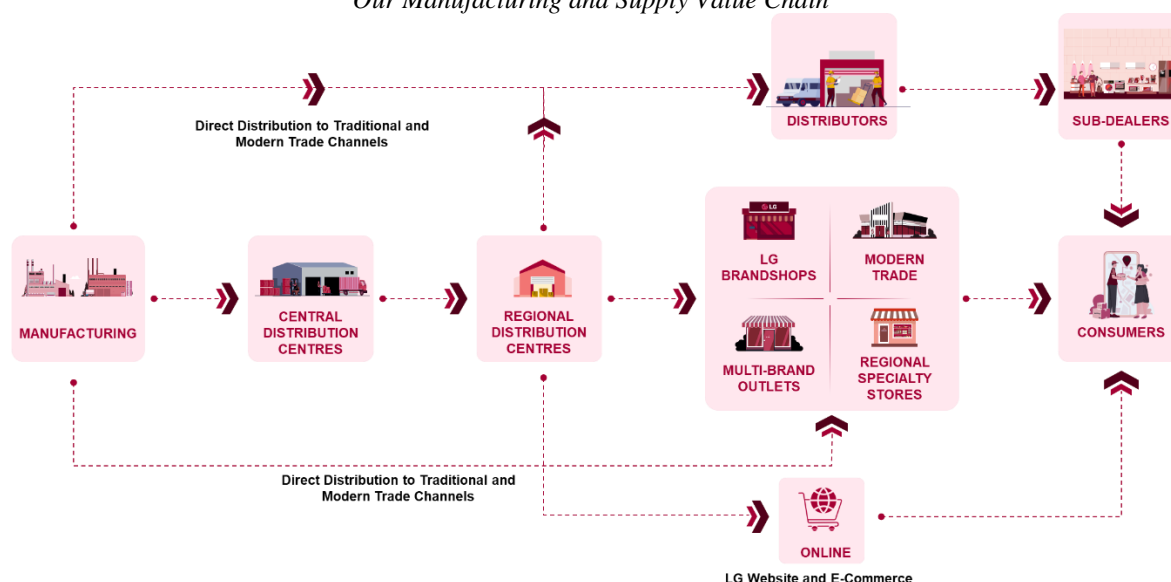 Our Manufacturing and Supply Value Chain
Direct Distribution to Traditional and
Modern Trade Channels
DISTRIBUTORS
SUB-DEALERS
MANUFACTURING
CENTRAL
DISTRIBUTION
CENTRES
REGIONAL
DISTRIBUTION
CENTRES
LG
LG
BRANDSHOPS
MODERN
TRADE
MULTI-BRAND
OUTLETS
REGIONAL
SPECIALTY
STORES
CONSUMERS
Direct Distribution to Traditional and
Modern Trade Channels
ONLINE
LG Website and E-Commerce